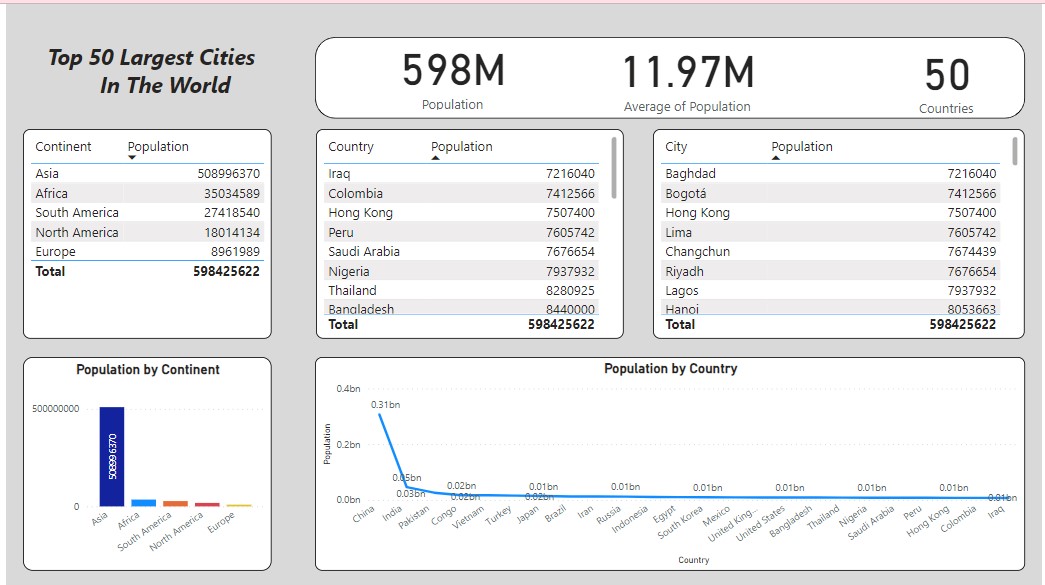 Top 50 Largest Cities
In The World
598M
Population
11.97M
Average of Population
50
Countries
Continent Population
Asia 508996370
Africa 35034589
South America 27418540
North America 18014134
Europe 8961989
Total 598425622
Country Population
Iraq 7216040
Colombia 7412566
Hong Kong 7507400
Peru 7605742
Saudi Arabia 7676654
Nigeria 7937932
Thailand 8280925
Bangladesh 8440000
Total 598425622
City Population
Baghdad 7216040
Bogotá 7412566
Hong Kong 7507400
Lima 7605742
Changchun 7674439
Riyadh 7676654
Lagos 7937932
Hanoi 8053663
Total 598425622
Population by Continent
500000000
0
508996370
Asia
Africa
South America
North America
Europe
Population by Country
Population
0.4bn
0.2bn
0.0bn
0.31bn
0.05bn
0.03bn
0.02bn
0.02bn
0.01bn
0.02bn
0.01bn
0.01bn
0.01bn
0.01bn
0.01bn
0.01bn
China
India
Pakistan
Congo
Vietnam
Turkey
Japan
Brazil
Iran
Russia
Indonesia
Egypt
South Korea
Mexico
United King...
United States
Bangladesh
Thailand
Nigeria
Saudi Arabia
Peru
Hong Kong
Colombia
Iraq
Country